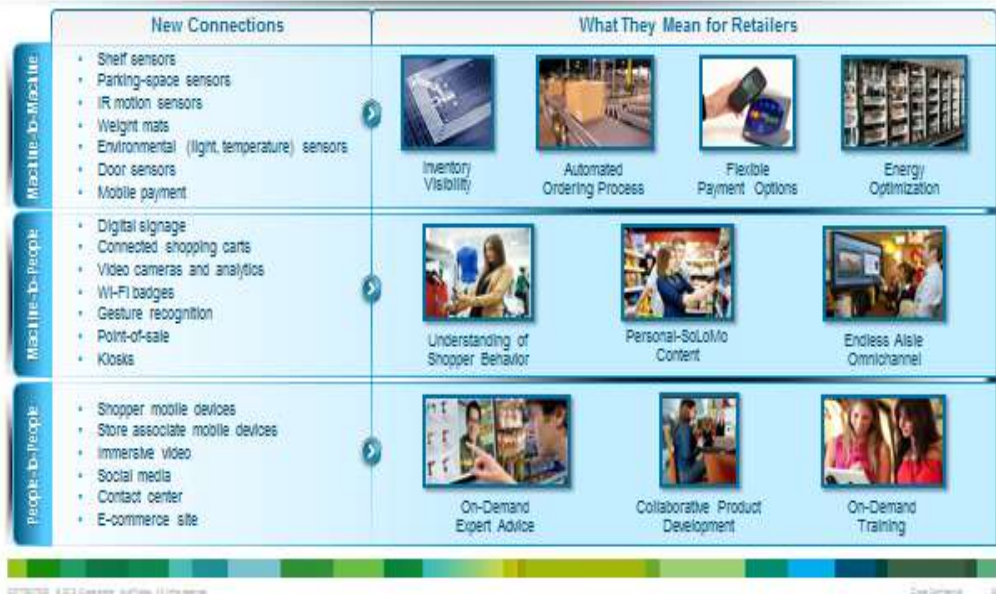 New Connections
What They Mean for Retailers
Machine-to-Machine
• Shelf sensors
• Parking-space sensors
• IR motion sensors
• Weight mats
• Environmental (light, temperature) sensors
• Door sensors
• Mobile payment
Inventory
Visibility
Automated
Ordering Process
Flexible
Payment Options
Energy
Optimization
Machine-to-People
• Digital signage
• Connected shopping carts
• Video cameras and analytics
• Wi-Fi badges
• Gesture recognition
• Point-of-sale
• Kiosks
Understanding of
Shopper Behavior
Personal-SoLoMo
Content
Endless Aisle
Omnichannel
People-to-People
• Shopper mobile devices
• Store associate mobile devices
• Immersive video
• Social media
• Contact center
• E-commerce site
On-Demand
Expert Advice
Collaborative Product
Development
On-Demand
Training